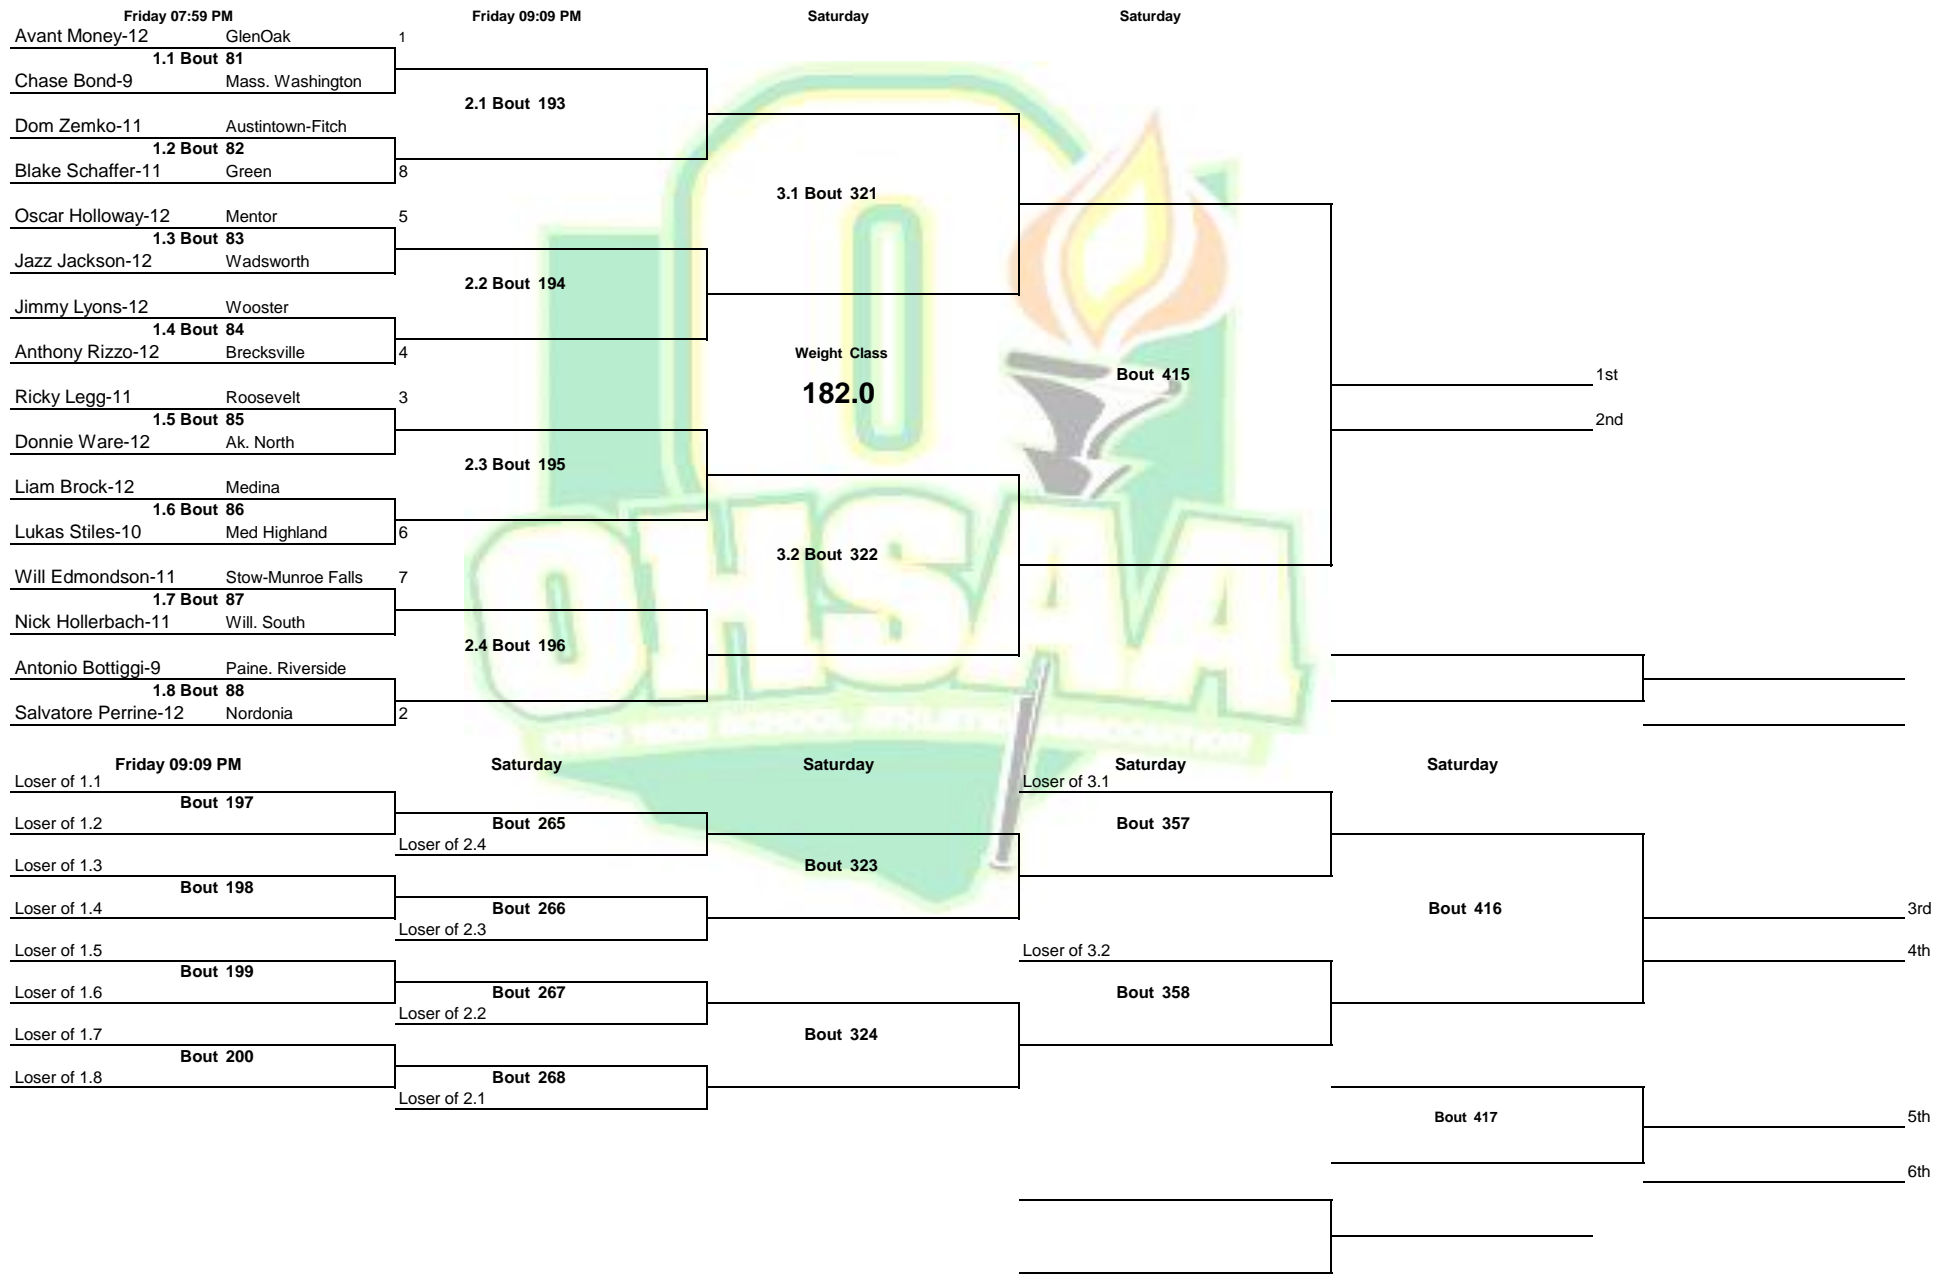 Friday 07:59 PM Friday 09:09 PM Saturday Saturday
Avant Money-12 GlenOak 1
1.1 Bout 81
Chase Bond-9 Mass. Washington
2.1 Bout 193
Dom Zemko-11 Austintown-Fitch
1.2 Bout 82
Blake Schaffer-11 Green 8
3.1 Bout 321
Oscar Holloway-12 Mentor 5
1.3 Bout 83
Jazz Jackson-12 Wadsworth
2.2 Bout 194
Jimmy Lyons-12 Wooster
1.4 Bout 84
Anthony Rizzo-12 Brecksville 4
Weight Class
182.0
Bout 415
1st
2nd
Ricky Legg-11 Roosevelt 3
1.5 Bout 85
Donnie Ware-12 Ak. North
2.3 Bout 195
Liam Brock-12 Medina
1.6 Bout 86
Lukas Stiles-10 Med Highland 6
3.2 Bout 322
Will Edmondson-11 Stow-Munroe Falls 7
1.7 Bout 87
Nick Hollerbach-11 Will. South
2.4 Bout 196
Antonio Bottiggi-9 Paine. Riverside
1.8 Bout 88
Salvatore Perrine-12 Nordonia 2
OHSAA
OHIO HIGH SCHOOL ATHLETIC ASSOCIATION
Friday 09:09 PM Saturday Saturday Saturday Saturday
Loser of 1.1 Loser of 3.1
Bout 197
Loser of 1.2 Bout 265 Bout 357
Loser of 2.4
Loser of 1.3 Bout 323
Bout 198
Loser of 1.4 Bout 266 Bout 416 3rd
Loser of 2.3
Loser of 1.5 Loser of 3.2 4th
Bout 199
Loser of 1.6 Bout 267 Bout 358
Loser of 2.2
Loser of 1.7 Bout 324
Bout 200
Loser of 1.8 Bout 268
Loser of 2.1
Bout 417 5th
6th